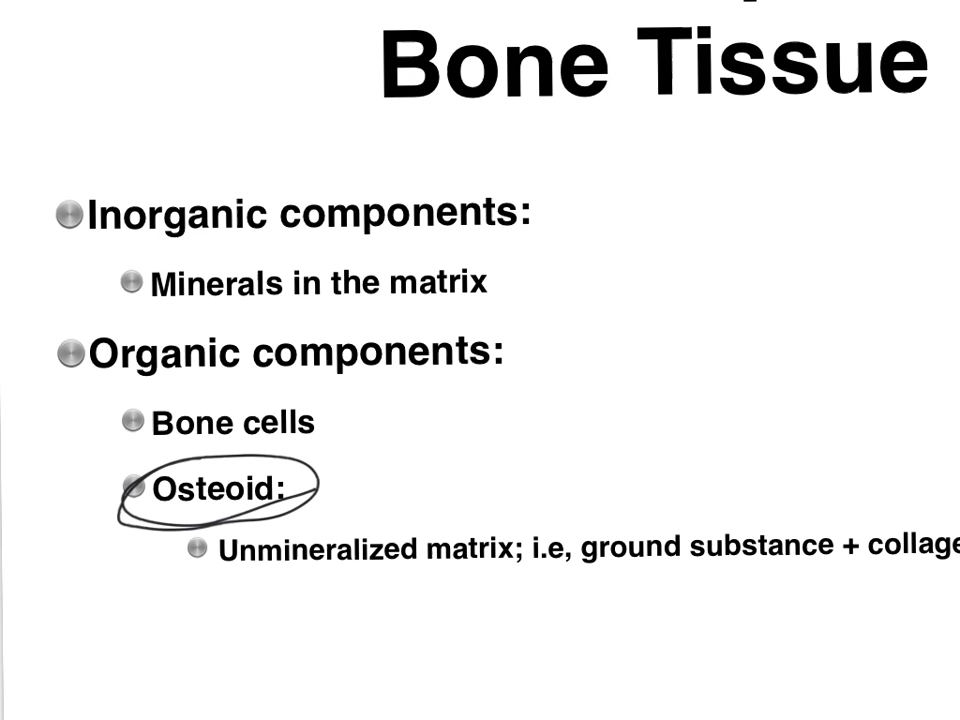 Bone Tissue
Inorganic components:
Minerals in the matrix
Organic components:
Bone cells
Osteoid:
Unmineralized matrix; i.e, ground substance + collage